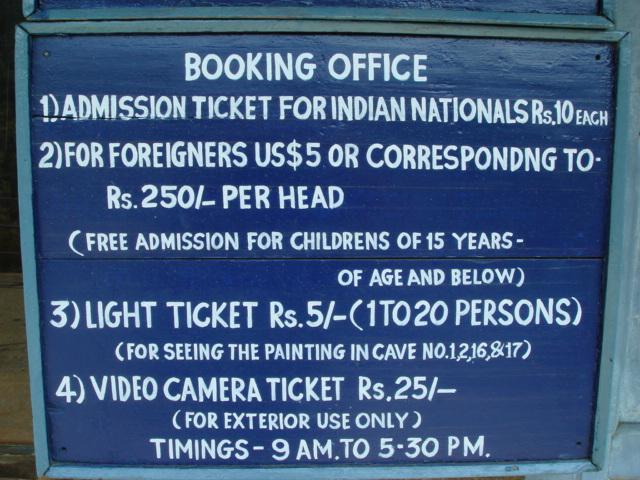 BOOKING OFFICE
1) ADMISSION TICKET FOR INDIAN NATIONALS Rs.10 EACH
2) FOR FOREIGNERS US$5 OR CORRESPONDNG TO-
Rs. 250/- PER HEAD
(FREE ADMISSION FOR CHILDRENS OF 15 YEARS-
OF AGE AND BELOW)
3) LIGHT TICKET Rs. 5/- (1 TO 20 PERSONS)
(FOR SEEING THE PAINTING IN CAVE NO.1,2,16,&17)
4) VIDEO CAMERA TICKET Rs. 25/-
(FOR EXTERIOR USE ONLY)
TIMINGS - 9 AM. TO 5-30 PM.